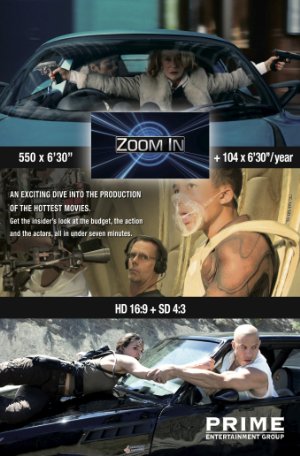 ZOOM IN
550 x 6'30"
+ 104 x 6'30"/year
AN EXCITING DIVE INTO THE PRODUCTION
OF THE HOTTEST MOVIES.
Get the insider's look at the budget, the action
and the actors, all in under seven minutes.
HD 16:9 + SD 4:3
PRIME
ENTERTAINMENT GROUP